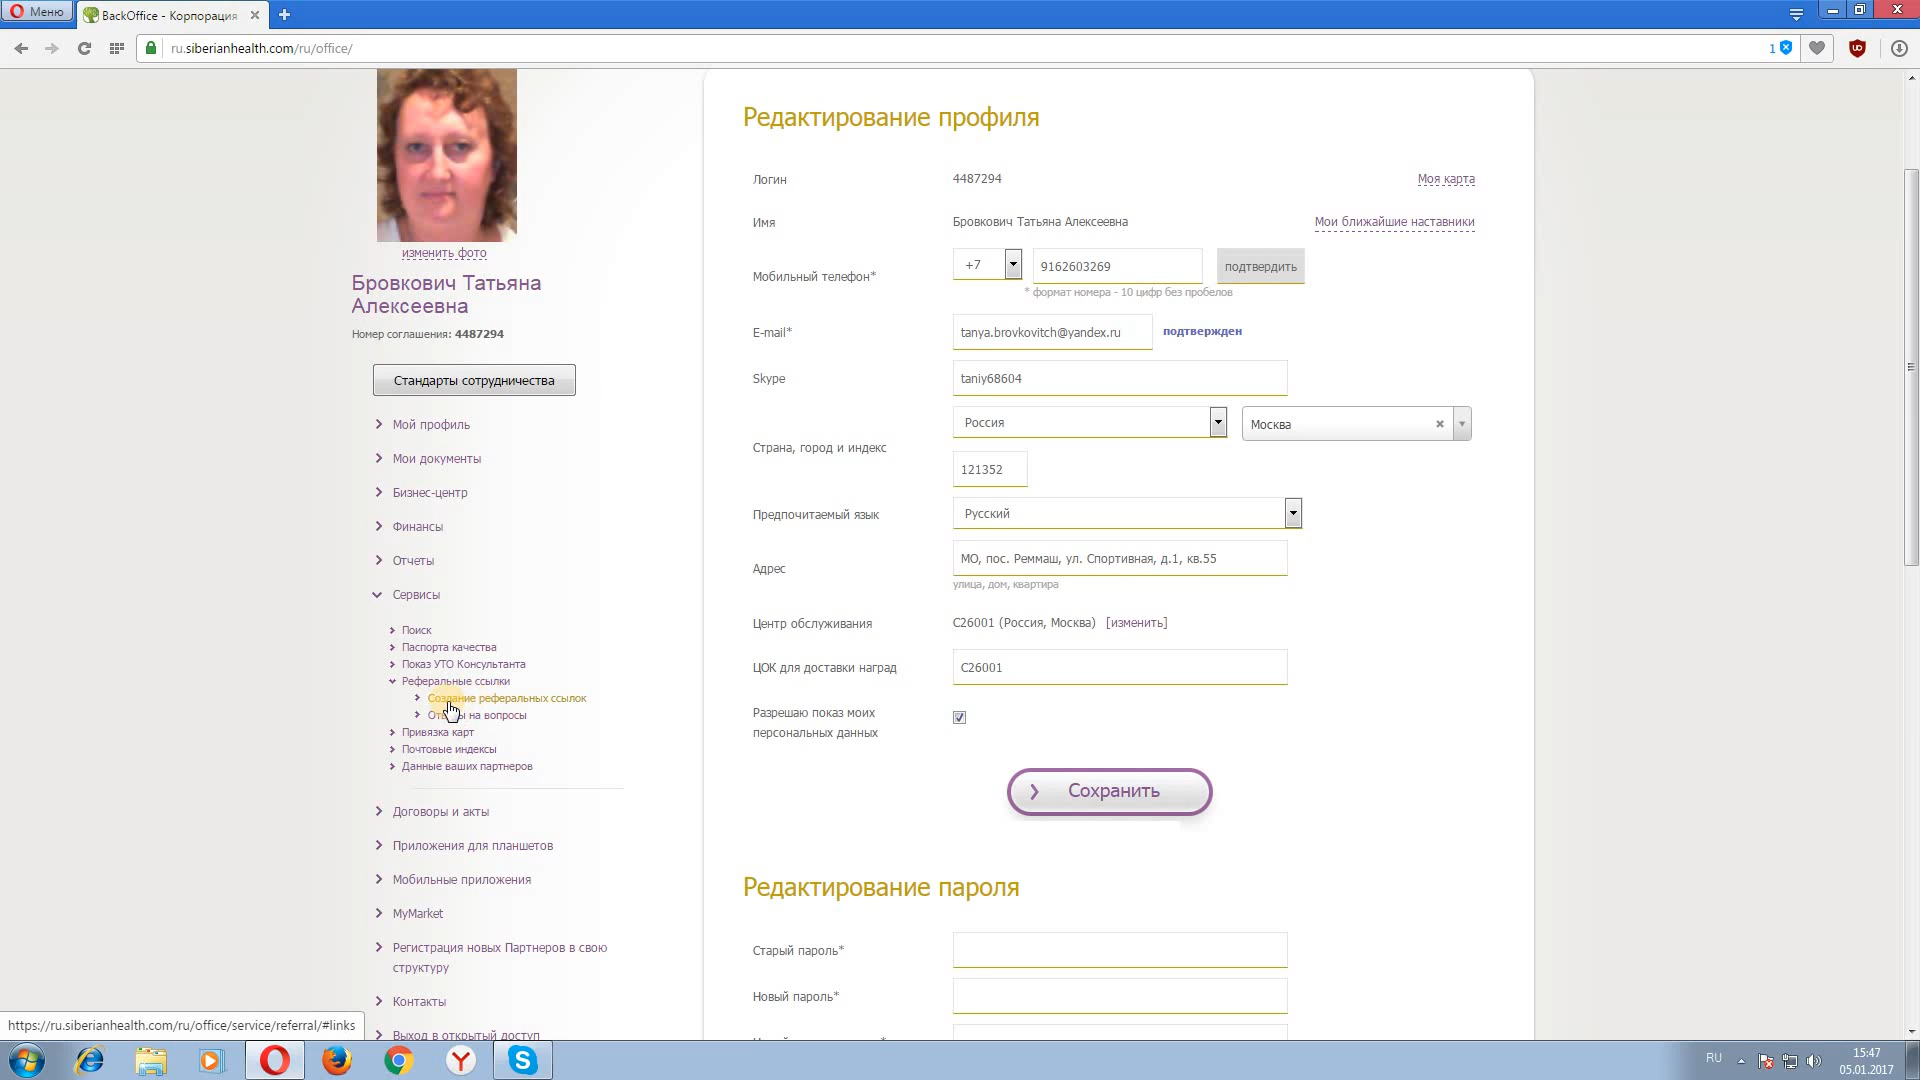 Меню
BackOffice - Корпорация
ru.siberianhealth.com/ru/office/
1
изменить фото
Бровкович Татьяна
Алексеевна
Номер соглашения: 4487294
Стандарты сотрудничества
Мой профиль
Мои документы
Бизнес-центр
Финансы
Отчеты
Сервисы
Поиск
Паспорта качества
Показ УТО Консультанта
Реферальные ссылки
Создание реферальных ссылок
Ответы на вопросы
Привязка карт
Почтовые индексы
Данные ваших партнеров
Договоры и акты
Приложения для планшетов
Мобильные приложения
MyMarket
Регистрация новых Партнеров в свою
структуру
Контакты
Выход в открытый доступ
Редактирование профиля
Логин 4487294 Моя карта
Имя Бровкович Татьяна Алексеевна Мои ближайшие наставники
Мобильный телефон* +7 9162603269 подтвердить
* формат номера - 10 цифр без пробелов
E-mail* tanya.brovkovitch@yandex.ru подтвержден
Skype taniy68604
Страна, город и индекс Россия Москва
121352
Предпочитаемый язык Русский
Адрес МО, пос. Реммаш, ул. Спортивная, д.1, кв.55
улица, дом, квартира
Центр обслуживания С26001 (Россия, Москва) [изменить]
ЦОК для доставки наград С26001
Разрешаю показ моих
персональных данных
Сохранить
Редактирование пароля
Старый пароль*
Новый пароль*
https://ru.siberianhealth.com/ru/office/service/referral/#links
RU
15:47
05.01.2017